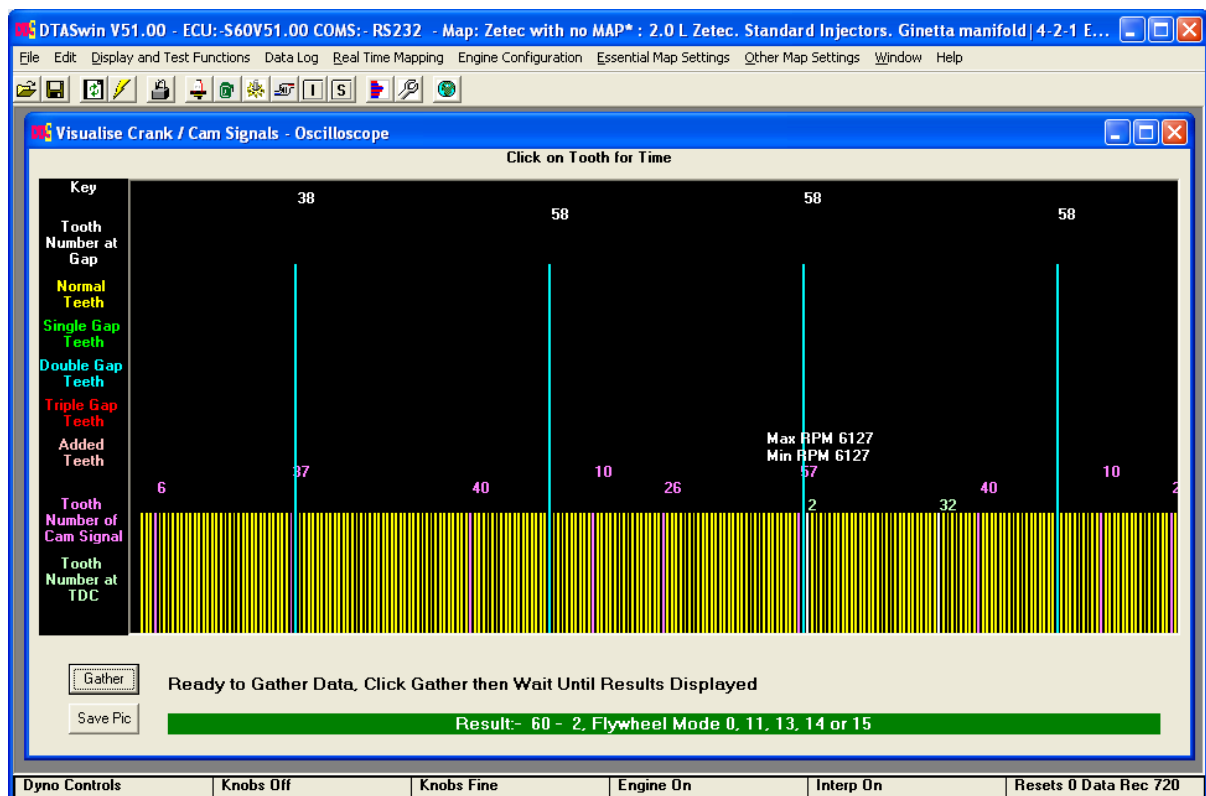 DTASwin V51.00 - ECU:-S60V51.00 COMS:- RS232 - Map: Zetec with no MAP* : 2.0 L Zetec. Standard Injectors. Ginetta manifold|4-2-1 E...
File Edit Display and Test Functions Data Log Real Time Mapping Engine Configuration Essential Map Settings Other Map Settings Window Help
I S
Visualise Crank / Cam Signals - Oscilloscope
Click on Tooth for Time
Key
Tooth
Number at
Gap
Normal
Teeth
Single Gap
Teeth
Double Gap
Teeth
Triple Gap
Teeth
Added
Teeth
Tooth
Number of
Cam Signal
Tooth
Number at
TDC
38 58 58 58
Max RPM 6127
Min RPM 6127
37 10 57 10
6 40 26 40 2
2 32
Gather
Ready to Gather Data, Click Gather then Wait Until Results Displayed
Save Pic
Result:- 60 - 2, Flywheel Mode 0, 11, 13, 14 or 15
Dyno Controls Knobs Off Knobs Fine Engine On Interp On Resets 0 Data Rec 720